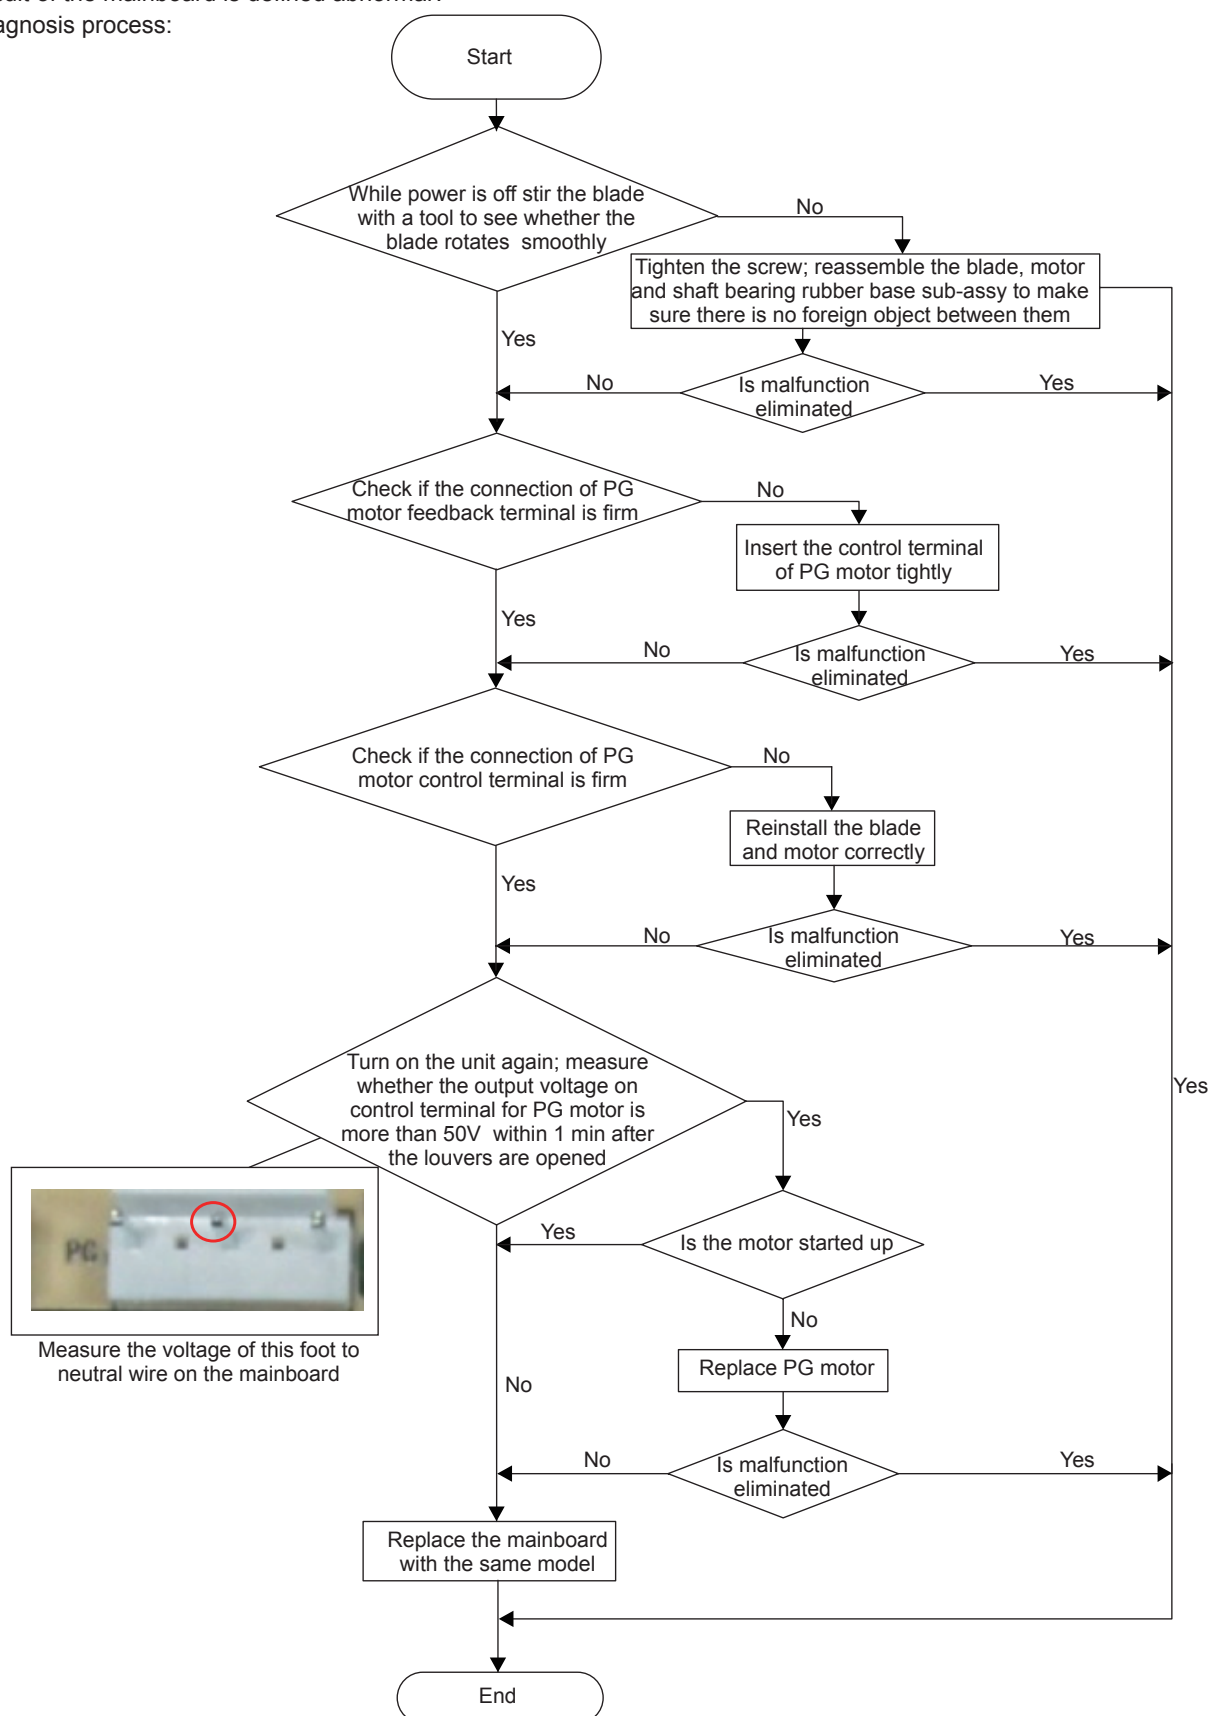 agnosis process:
Start
While power is off stir the blade
with a tool to see whether the
blade rotates smoothly
No
Tighten the screw; reassemble the blade, motor
and shaft bearing rubber base sub-assy to make
sure there is no foreign object between them
Yes
No
Is malfunction
eliminated
Yes
Check if the connection of PG
motor feedback terminal is firm
No
Insert the control terminal
of PG motor tightly
Yes
No
Is malfunction
eliminated
Yes
Check if the connection of PG
motor control terminal is firm
No
Reinstall the blade
and motor correctly
Yes
No
Is malfunction
eliminated
Yes
Turn on the unit again; measure
whether the output voltage on
control terminal for PG motor is
more than 50V within 1 min after
the louvers are opened
Yes
Yes
PG
Yes
Is the motor started up
Measure the voltage of this foot to
neutral wire on the mainboard
No
Replace PG motor
No
No
Is malfunction
eliminated
Yes
Replace the mainboard
with the same model
End